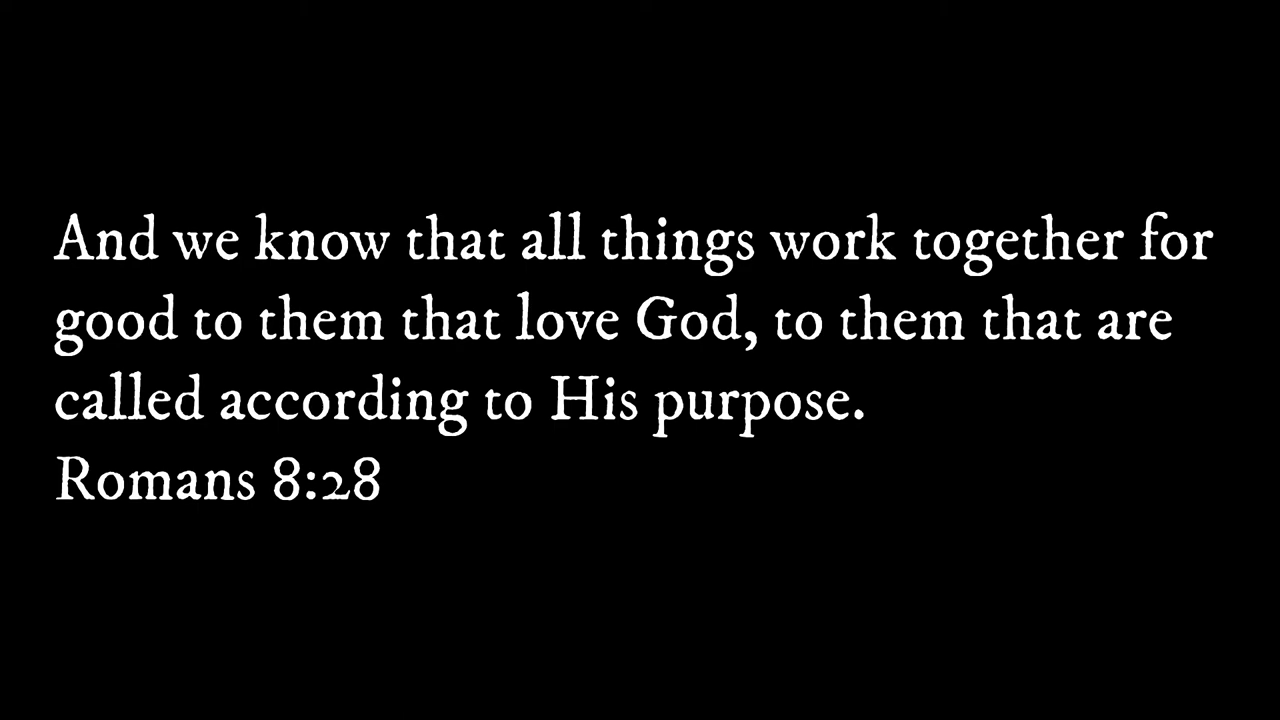 And we know that all things work together for
good to them that love God, to them that are
called according to His purpose.
Romans 8:28